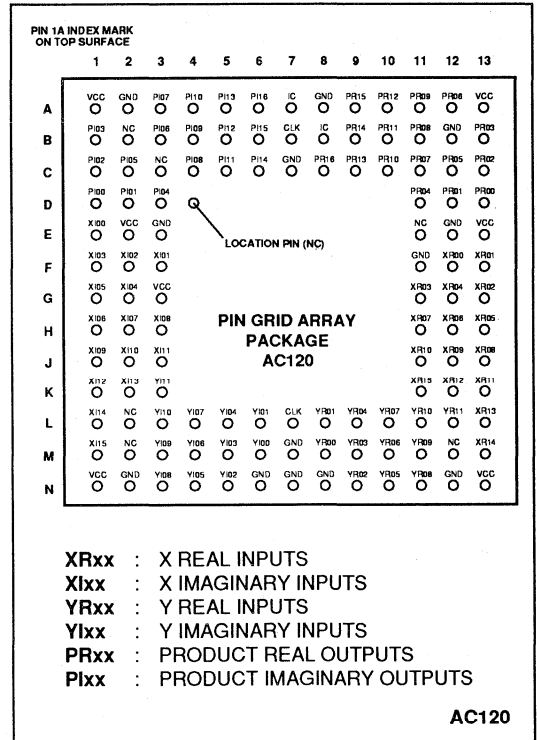 PIN 1A INDEX MARK
ON TOP SURFACE
1 2 3 4 5 6 7 8 9 10 11 12 13
VCC GND PI07 PI10 PI13 PI16 IC GND PR15 PR12 PR09 PR06 VCC
A
PI03 NC PI06 PI09 PI12 PI15 CLK IC PR14 PR11 PR08 GND PR03
B
PI02 PI05 NC PI08 PI11 PI14 GND PR16 PR13 PR10 PR07 PR05 PR02
C
PI00 PI01 PI04 PR04 PR01 PR00
D
XI00 VCC GND NC GND VCC
E
LOCATION PIN (NC)
XI03 XI02 XI01 GND XR00 XR01
F
XI05 XI04 VCC XR03 XR04 XR02
G
XI06 XI07 XI08 XR07 XR06 XR05
H
PIN GRID ARRAY
PACKAGE
AC120
XI09 XI10 XI11 XR10 XR09 XR08
J
XI12 XI13 YI11 XR15 XR12 XR11
K
XI14 NC YI10 YI07 YI04 YI01 CLK YR01 YR04 YR07 YR10 YR11 XR13
L
XI15 NC YI09 YI06 YI03 YI00 GND YR00 YR03 YR06 YR09 NC XR14
M
VCC GND YI08 YI05 YI02 GND GND GND YR02 YR05 YR08 GND VCC
N
XRxx : X REAL INPUTS
XIxx : X IMAGINARY INPUTS
YRxx : Y REAL INPUTS
YIxx : Y IMAGINARY INPUTS
PRxx : PRODUCT REAL OUTPUTS
PIxx : PRODUCT IMAGINARY OUTPUTS
AC120